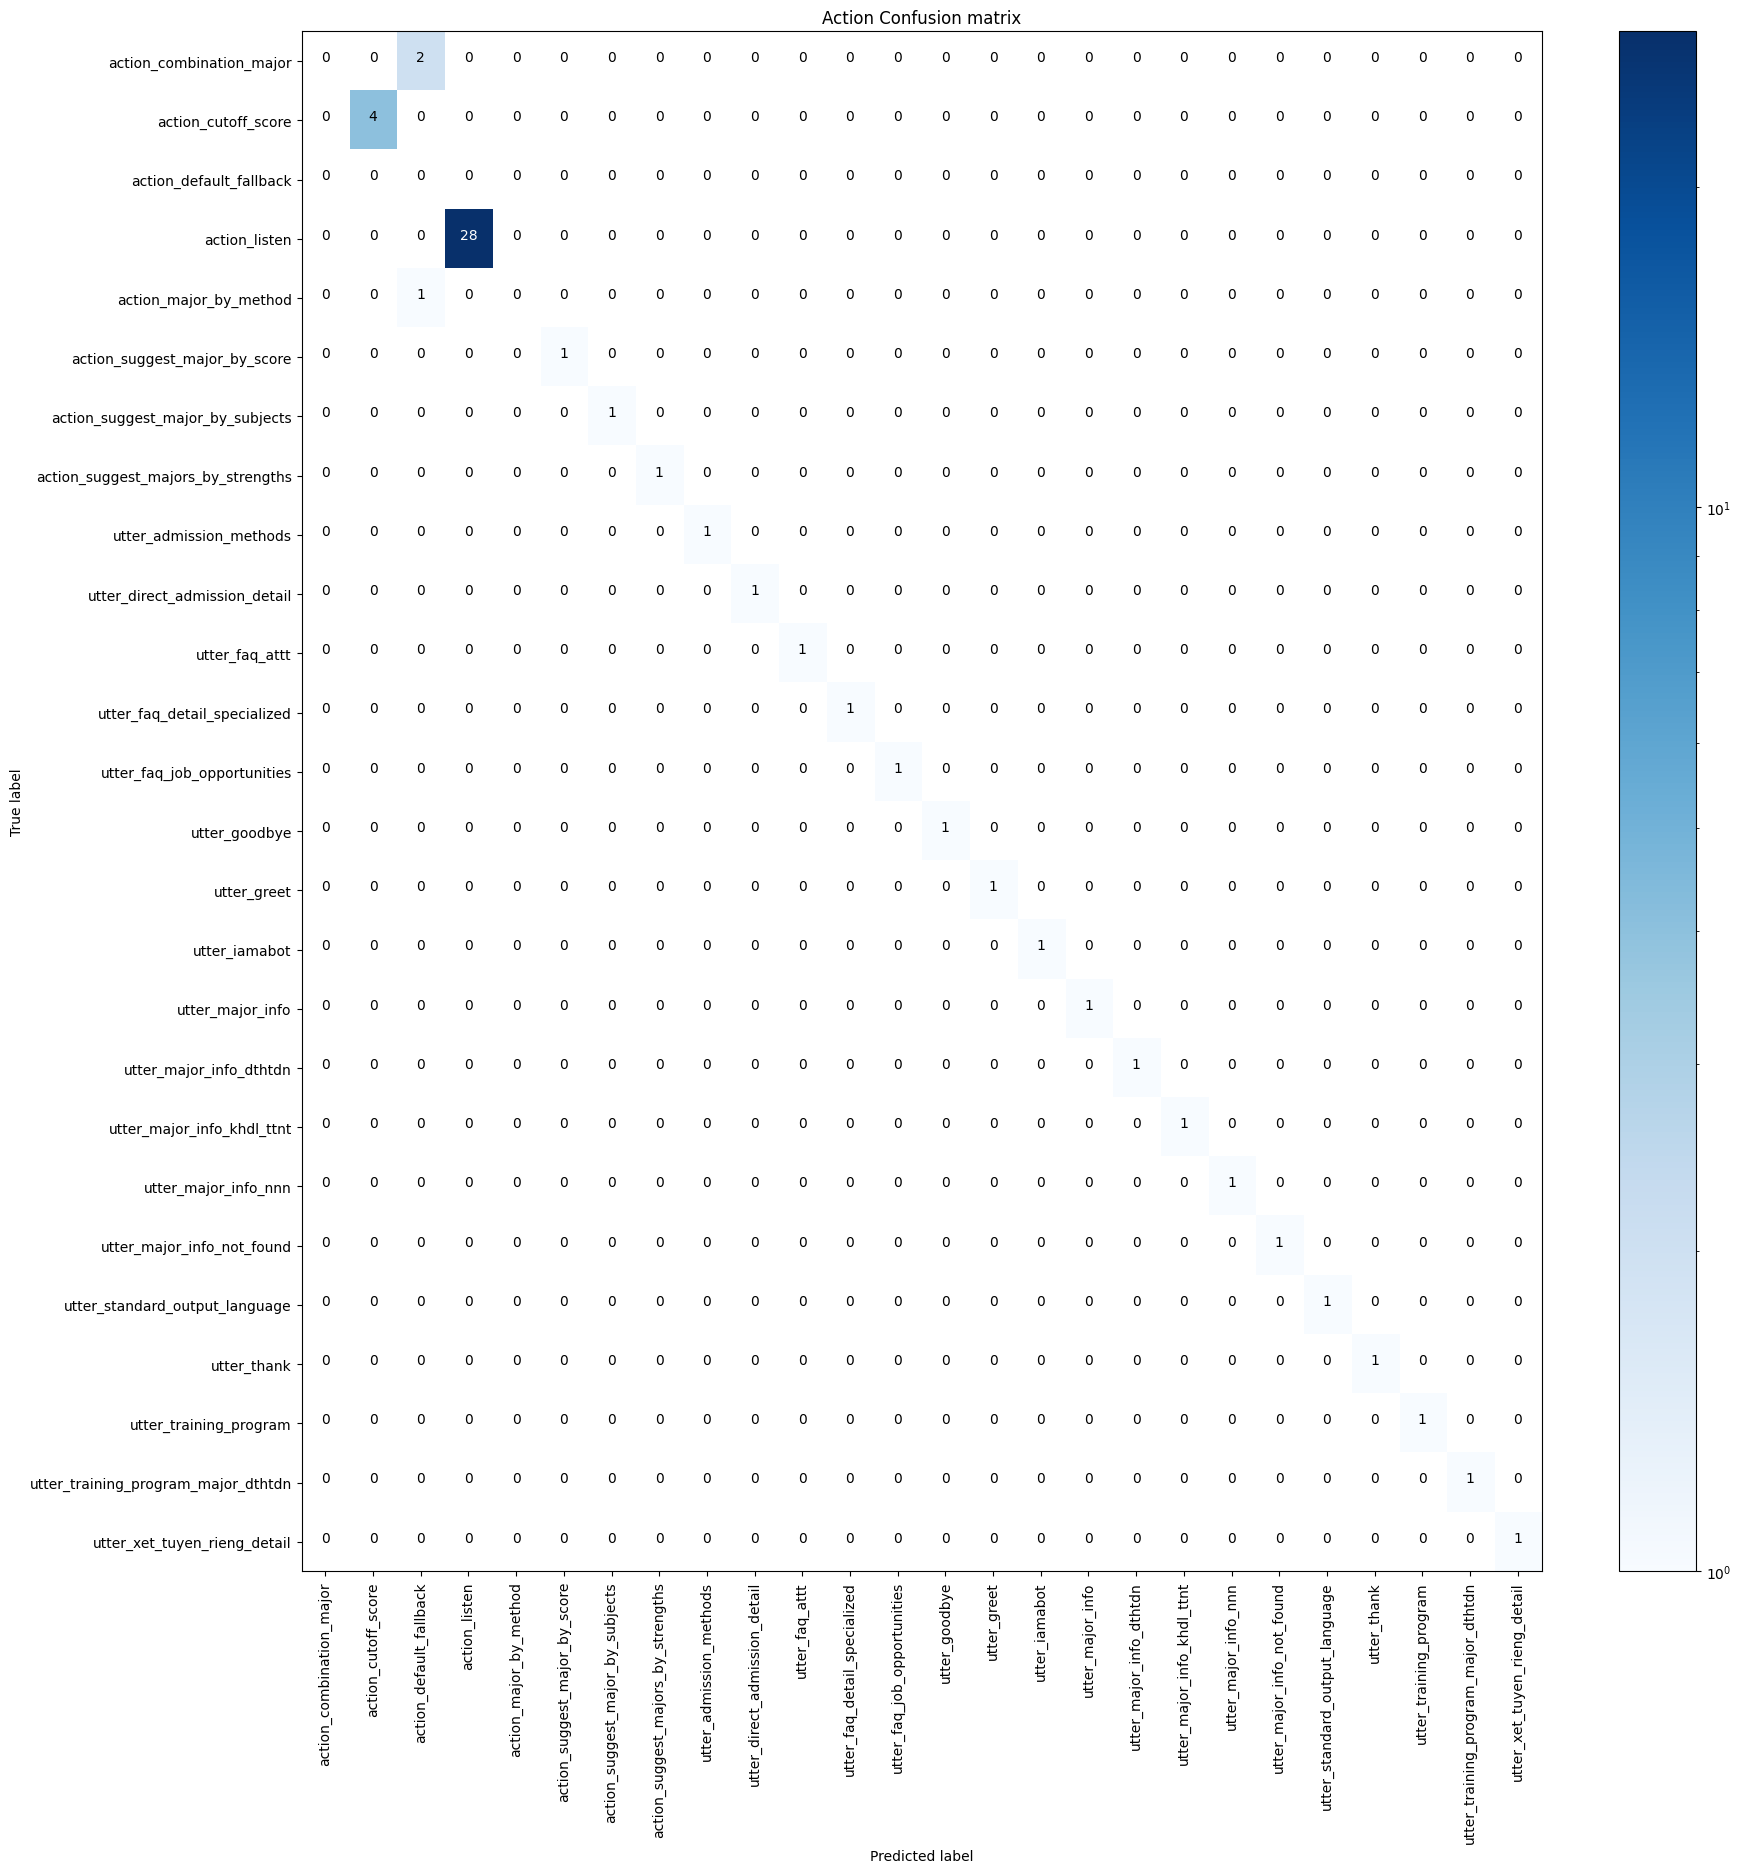 Action Confusion matrix
action_combination_major 0 0 2 0 0 0 0 0 0 0 0 0 0 0 0 0 0 0 0 0 0 0 0 0 0 0
action_cutoff_score 0 4 0 0 0 0 0 0 0 0 0 0 0 0 0 0 0 0 0 0 0 0 0 0 0 0
action_default_fallback 0 0 0 0 0 0 0 0 0 0 0 0 0 0 0 0 0 0 0 0 0 0 0 0 0 0
action_listen 0 0 0 28 0 0 0 0 0 0 0 0 0 0 0 0 0 0 0 0 0 0 0 0 0 0
action_major_by_method 0 0 1 0 0 0 0 0 0 0 0 0 0 0 0 0 0 0 0 0 0 0 0 0 0 0
action_suggest_major_by_score 0 0 0 0 0 1 0 0 0 0 0 0 0 0 0 0 0 0 0 0 0 0 0 0 0 0
action_suggest_major_by_subjects 0 0 0 0 0 0 1 0 0 0 0 0 0 0 0 0 0 0 0 0 0 0 0 0 0 0
action_suggest_majors_by_strengths 0 0 0 0 0 0 0 1 0 0 0 0 0 0 0 0 0 0 0 0 0 0 0 0 0 0
utter_admission_methods 0 0 0 0 0 0 0 0 1 0 0 0 0 0 0 0 0 0 0 0 0 0 0 0 0 0
utter_direct_admission_detail 0 0 0 0 0 0 0 0 0 1 0 0 0 0 0 0 0 0 0 0 0 0 0 0 0 0
utter_faq_attt 0 0 0 0 0 0 0 0 0 0 1 0 0 0 0 0 0 0 0 0 0 0 0 0 0 0
utter_faq_detail_specialized 0 0 0 0 0 0 0 0 0 0 0 1 0 0 0 0 0 0 0 0 0 0 0 0 0 0
utter_faq_job_opportunities 0 0 0 0 0 0 0 0 0 0 0 0 1 0 0 0 0 0 0 0 0 0 0 0 0 0
utter_goodbye 0 0 0 0 0 0 0 0 0 0 0 0 0 1 0 0 0 0 0 0 0 0 0 0 0 0
utter_greet 0 0 0 0 0 0 0 0 0 0 0 0 0 0 1 0 0 0 0 0 0 0 0 0 0 0
utter_iamabot 0 0 0 0 0 0 0 0 0 0 0 0 0 0 0 1 0 0 0 0 0 0 0 0 0 0
utter_major_info 0 0 0 0 0 0 0 0 0 0 0 0 0 0 0 0 1 0 0 0 0 0 0 0 0 0
utter_major_info_dthtdn 0 0 0 0 0 0 0 0 0 0 0 0 0 0 0 0 0 1 0 0 0 0 0 0 0 0
utter_major_info_khdl_ttnt 0 0 0 0 0 0 0 0 0 0 0 0 0 0 0 0 0 0 1 0 0 0 0 0 0 0
utter_major_info_nnn 0 0 0 0 0 0 0 0 0 0 0 0 0 0 0 0 0 0 0 1 0 0 0 0 0 0
utter_major_info_not_found 0 0 0 0 0 0 0 0 0 0 0 0 0 0 0 0 0 0 0 0 1 0 0 0 0 0
utter_standard_output_language 0 0 0 0 0 0 0 0 0 0 0 0 0 0 0 0 0 0 0 0 0 1 0 0 0 0
utter_thank 0 0 0 0 0 0 0 0 0 0 0 0 0 0 0 0 0 0 0 0 0 0 1 0 0 0
utter_training_program 0 0 0 0 0 0 0 0 0 0 0 0 0 0 0 0 0 0 0 0 0 0 0 1 0 0
utter_training_program_major_dthtdn 0 0 0 0 0 0 0 0 0 0 0 0 0 0 0 0 0 0 0 0 0 0 0 0 1 0
utter_xet_tuyen_rieng_detail 0 0 0 0 0 0 0 0 0 0 0 0 0 0 0 0 0 0 0 0 0 0 0 0 0 1
True label
action_combination_major
action_cutoff_score
action_default_fallback
action_listen
action_major_by_method
action_suggest_major_by_score
action_suggest_major_by_subjects
action_suggest_majors_by_strengths
utter_admission_methods
utter_direct_admission_detail
utter_faq_attt
utter_faq_detail_specialized
utter_faq_job_opportunities
utter_goodbye
utter_greet
utter_iamabot
utter_major_info
utter_major_info_dthtdn
utter_major_info_khdl_ttnt
utter_major_info_nnn
utter_major_info_not_found
utter_standard_output_language
utter_thank
utter_training_program
utter_training_program_major_dthtdn
utter_xet_tuyen_rieng_detail
Predicted label
10¹
10⁰